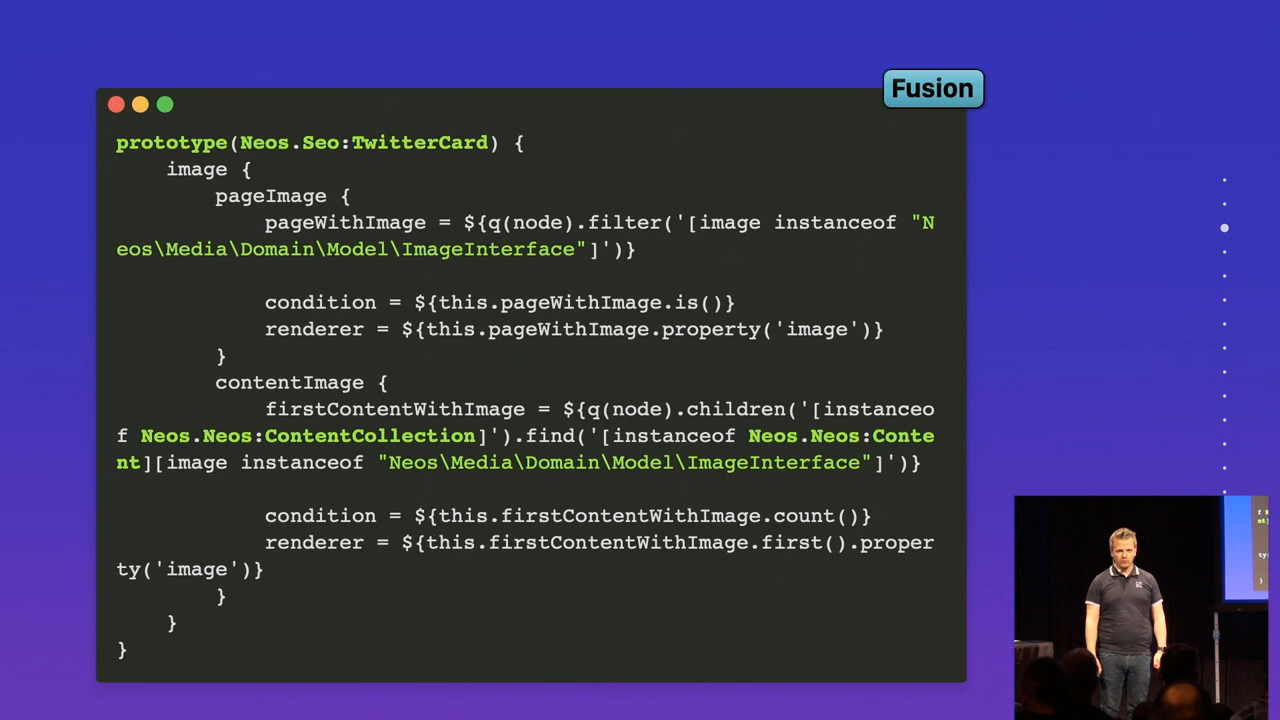 Fusion
prototype(Neos.Seo:TwitterCard) {
    image {
        pageImage {
            pageWithImage = ${q(node).filter('[image instanceof "N
eos\Media\Domain\Model\ImageInterface"]')}
            condition = ${this.pageWithImage.is()}
            renderer = ${this.pageWithImage.property('image')}
        }
        contentImage {
            firstContentWithImage = ${q(node).children('[instanceo
f Neos.Neos:ContentCollection]').find('[instanceof Neos.Neos:Conte
nt][image instanceof "Neos\Media\Domain\Model\ImageInterface"]')}
            condition = ${this.firstContentWithImage.count()}
            renderer = ${this.firstContentWithImage.first().proper
ty('image')}
        }
    }
}